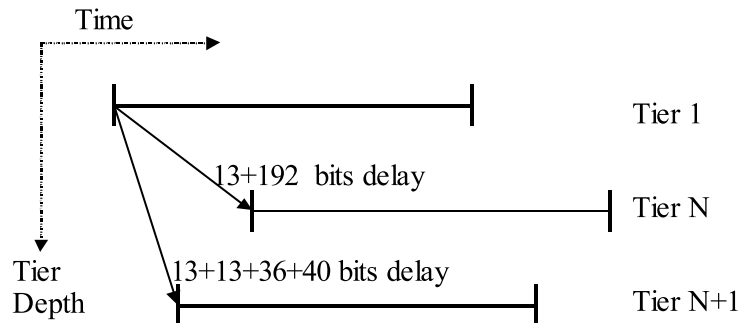 Time
Tier 1
13+192 bits delay
Tier N
Tier
Depth
13+13+36+40 bits delay
Tier N+1